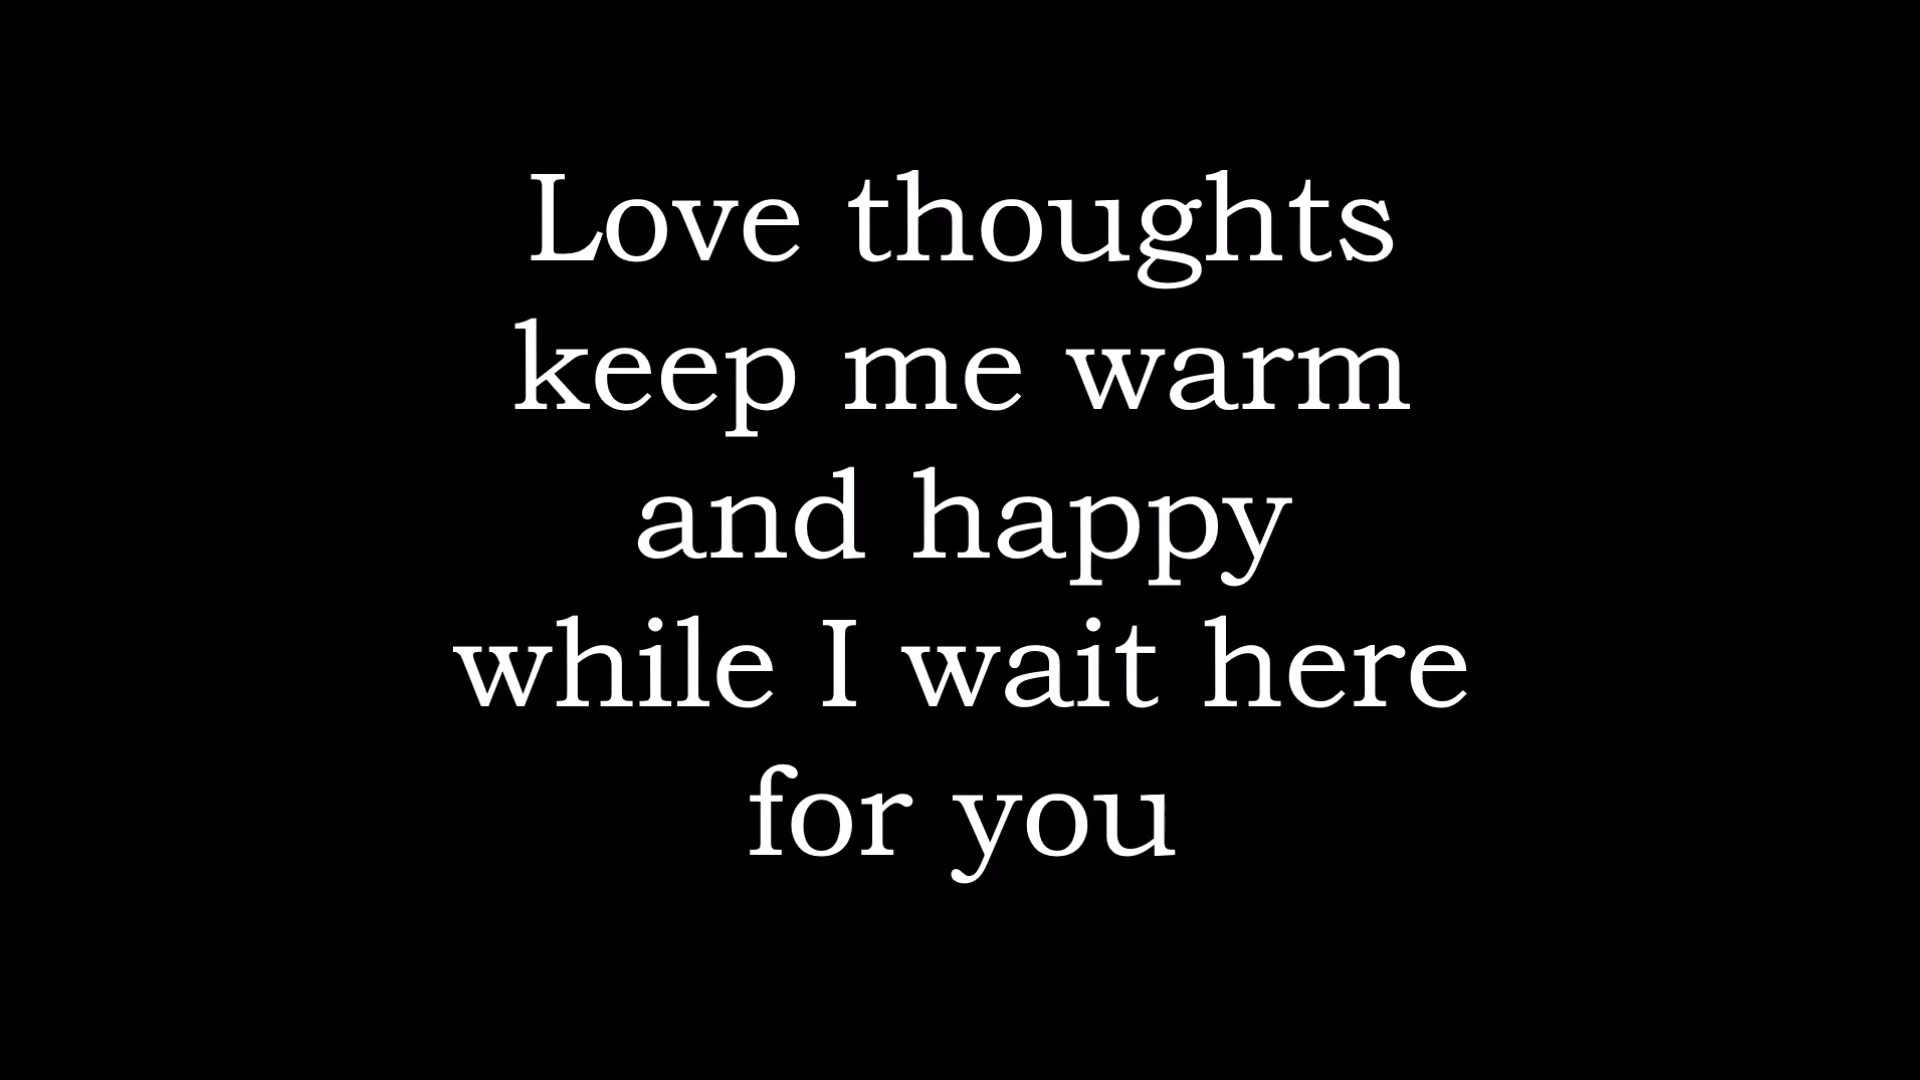 Love thoughts
keep me warm
and happy
while I wait here
for you